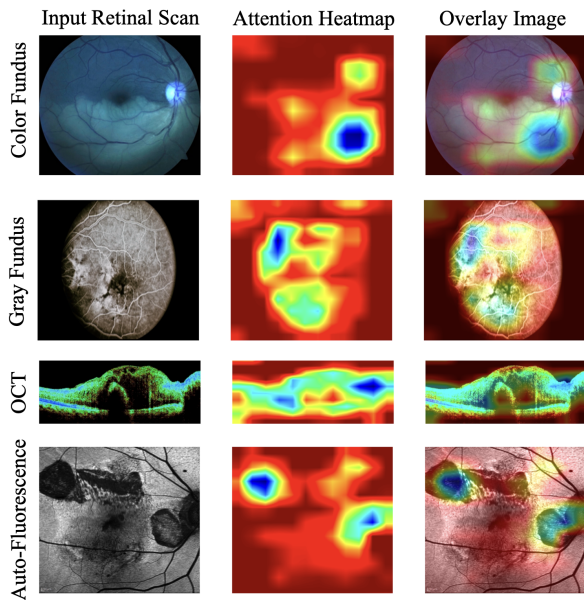 Input Retinal Scan
Attention Heatmap
Overlay Image
Color Fundus
Gray Fundus
OCT
Auto-Fluorescence